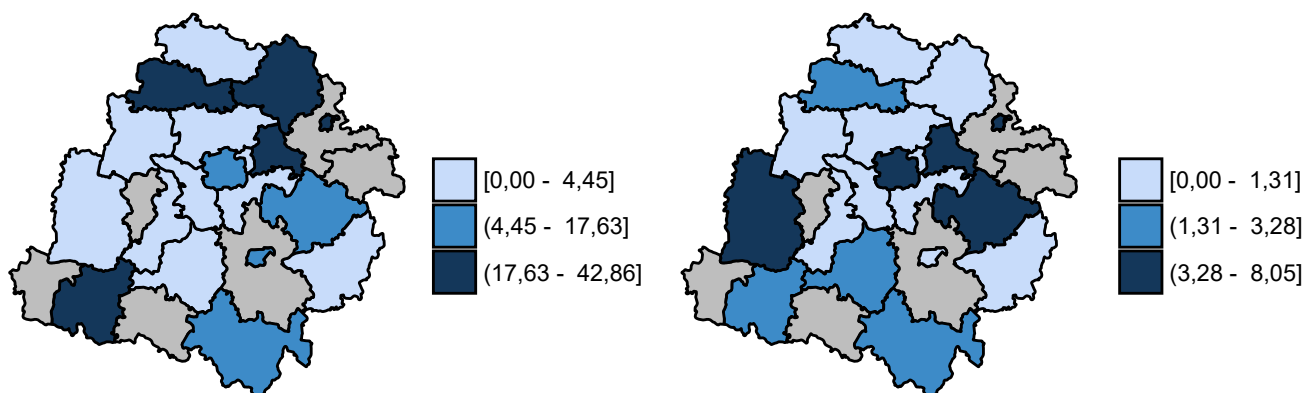 [0,00 - 4,45]
(4,45 - 17,63]
(17,63 - 42,86]
[0,00 - 1,31]
(1,31 - 3,28]
(3,28 - 8,05]